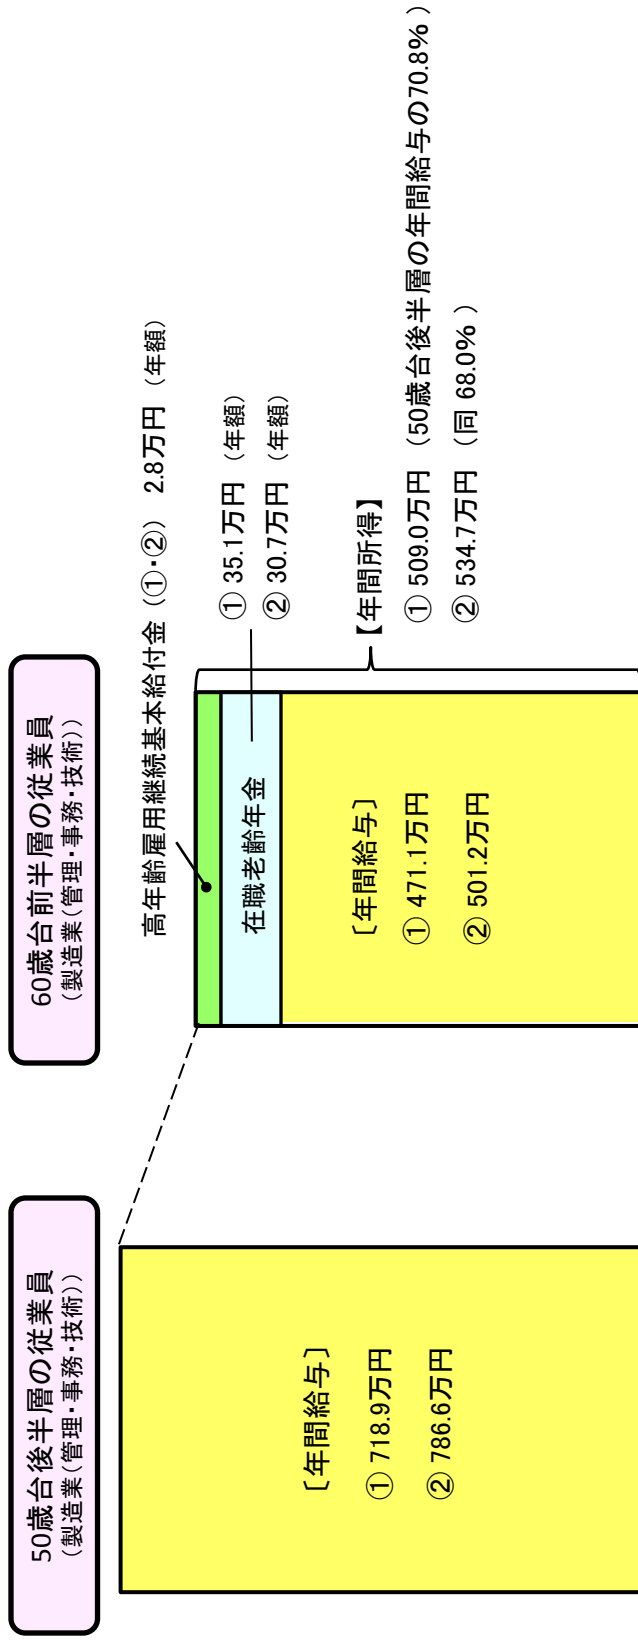 50歳台後半層の従業員
（製造業（管理・事務・技術））
〔年間給与〕
① 718.9万円
② 786.6万円
60歳台前半層の従業員
（製造業（管理・事務・技術））
高年齢雇用継続基本給付金（①・②） 2.8万円（年額）
在職老齢年金
① 35.1万円（年額）
② 30.7万円（年額）
〔年間給与〕
① 471.1万円
② 501.2万円
【年間所得】
① 509.0万円（50歳台後半層の年間給与の70.8%）
② 534.7万円（同 68.0%）